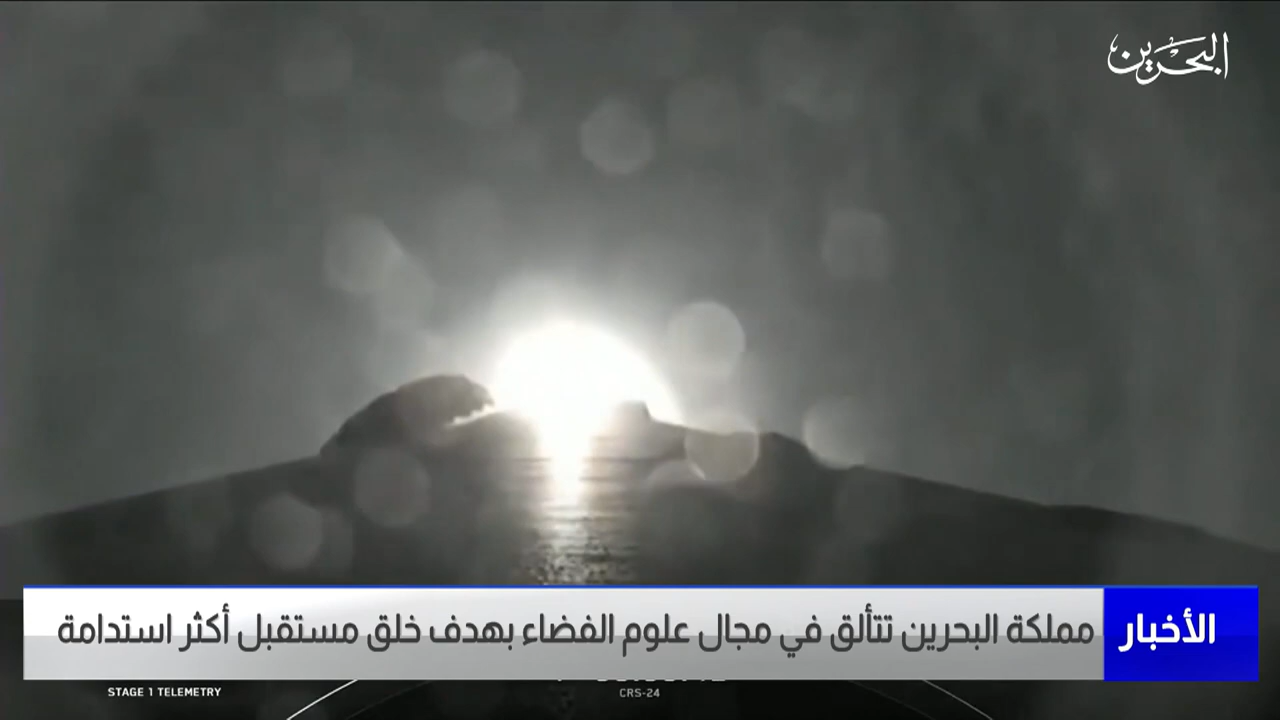 البحرين
الأخبار
مملكة البحرين تتألق في مجال علوم الفضاء بهدف خلق مستقبل أكثر استدامة
STAGE 1 TELEMETRY
CRS-24